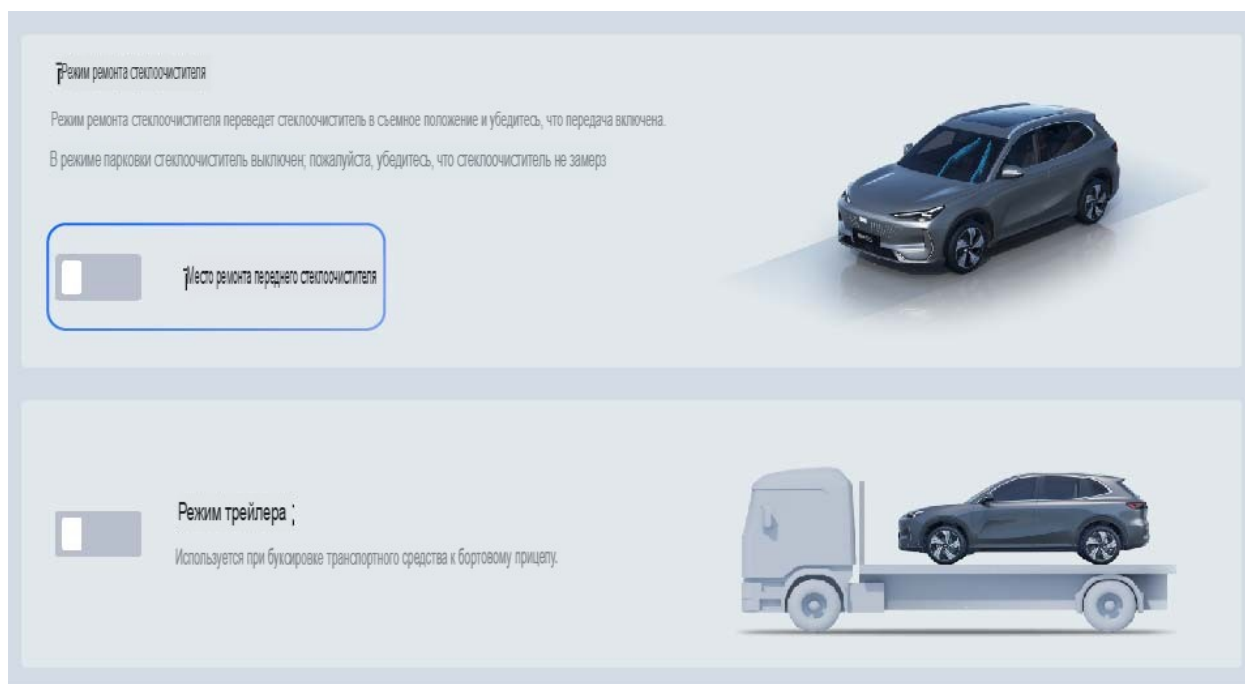 Режим ремонта стеклоочистителя
Режим ремонта стеклоочистителя переведет стеклоочиститель в съемное положение и убедитесь, что передача включена.
В режиме парковки стеклоочиститель выключен; пожалуйста, убедитесь, что стеклоочиститель не замерз
Место ремонта переднего стеклоочистителя
Режим трейлера
Используется при буксировке транспортного средства к бортовому прицепу.